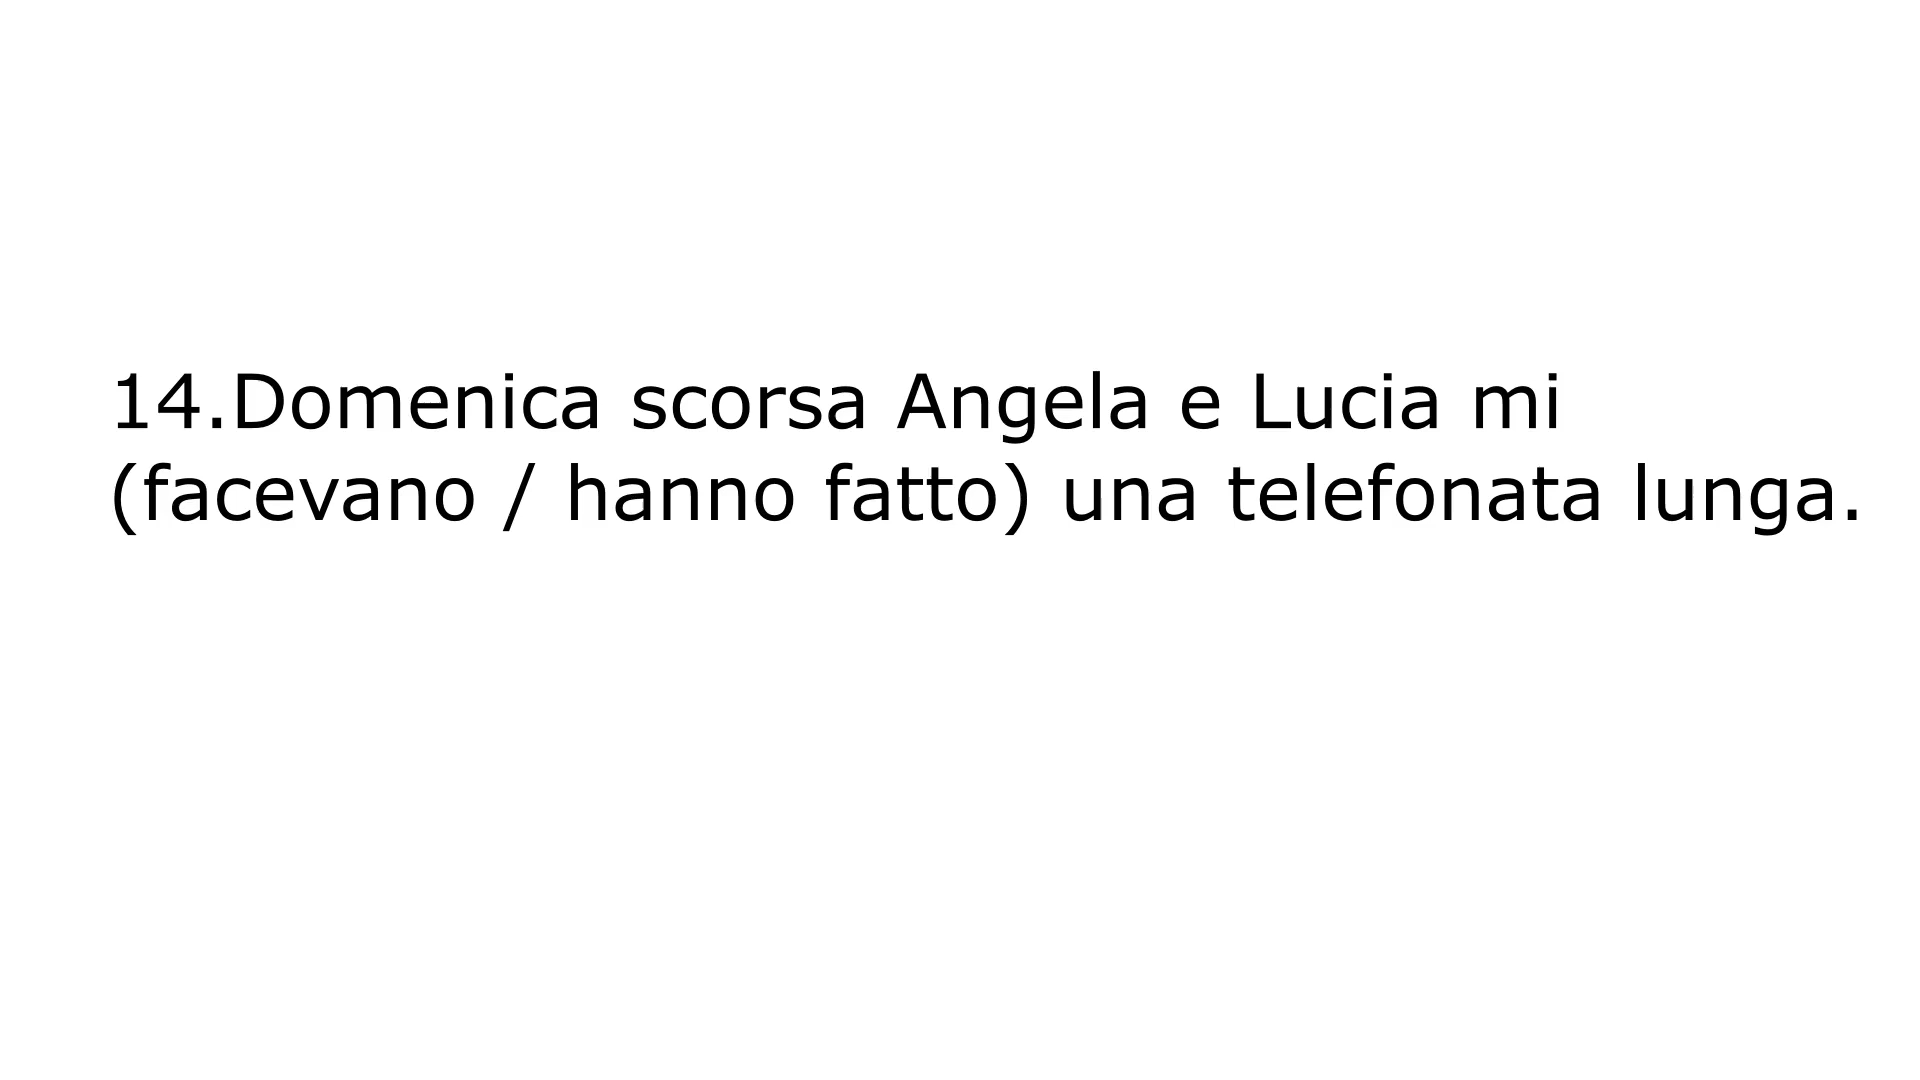 14.Domenica scorsa Angela e Lucia mi
(facevano / hanno fatto) una telefonata lunga.